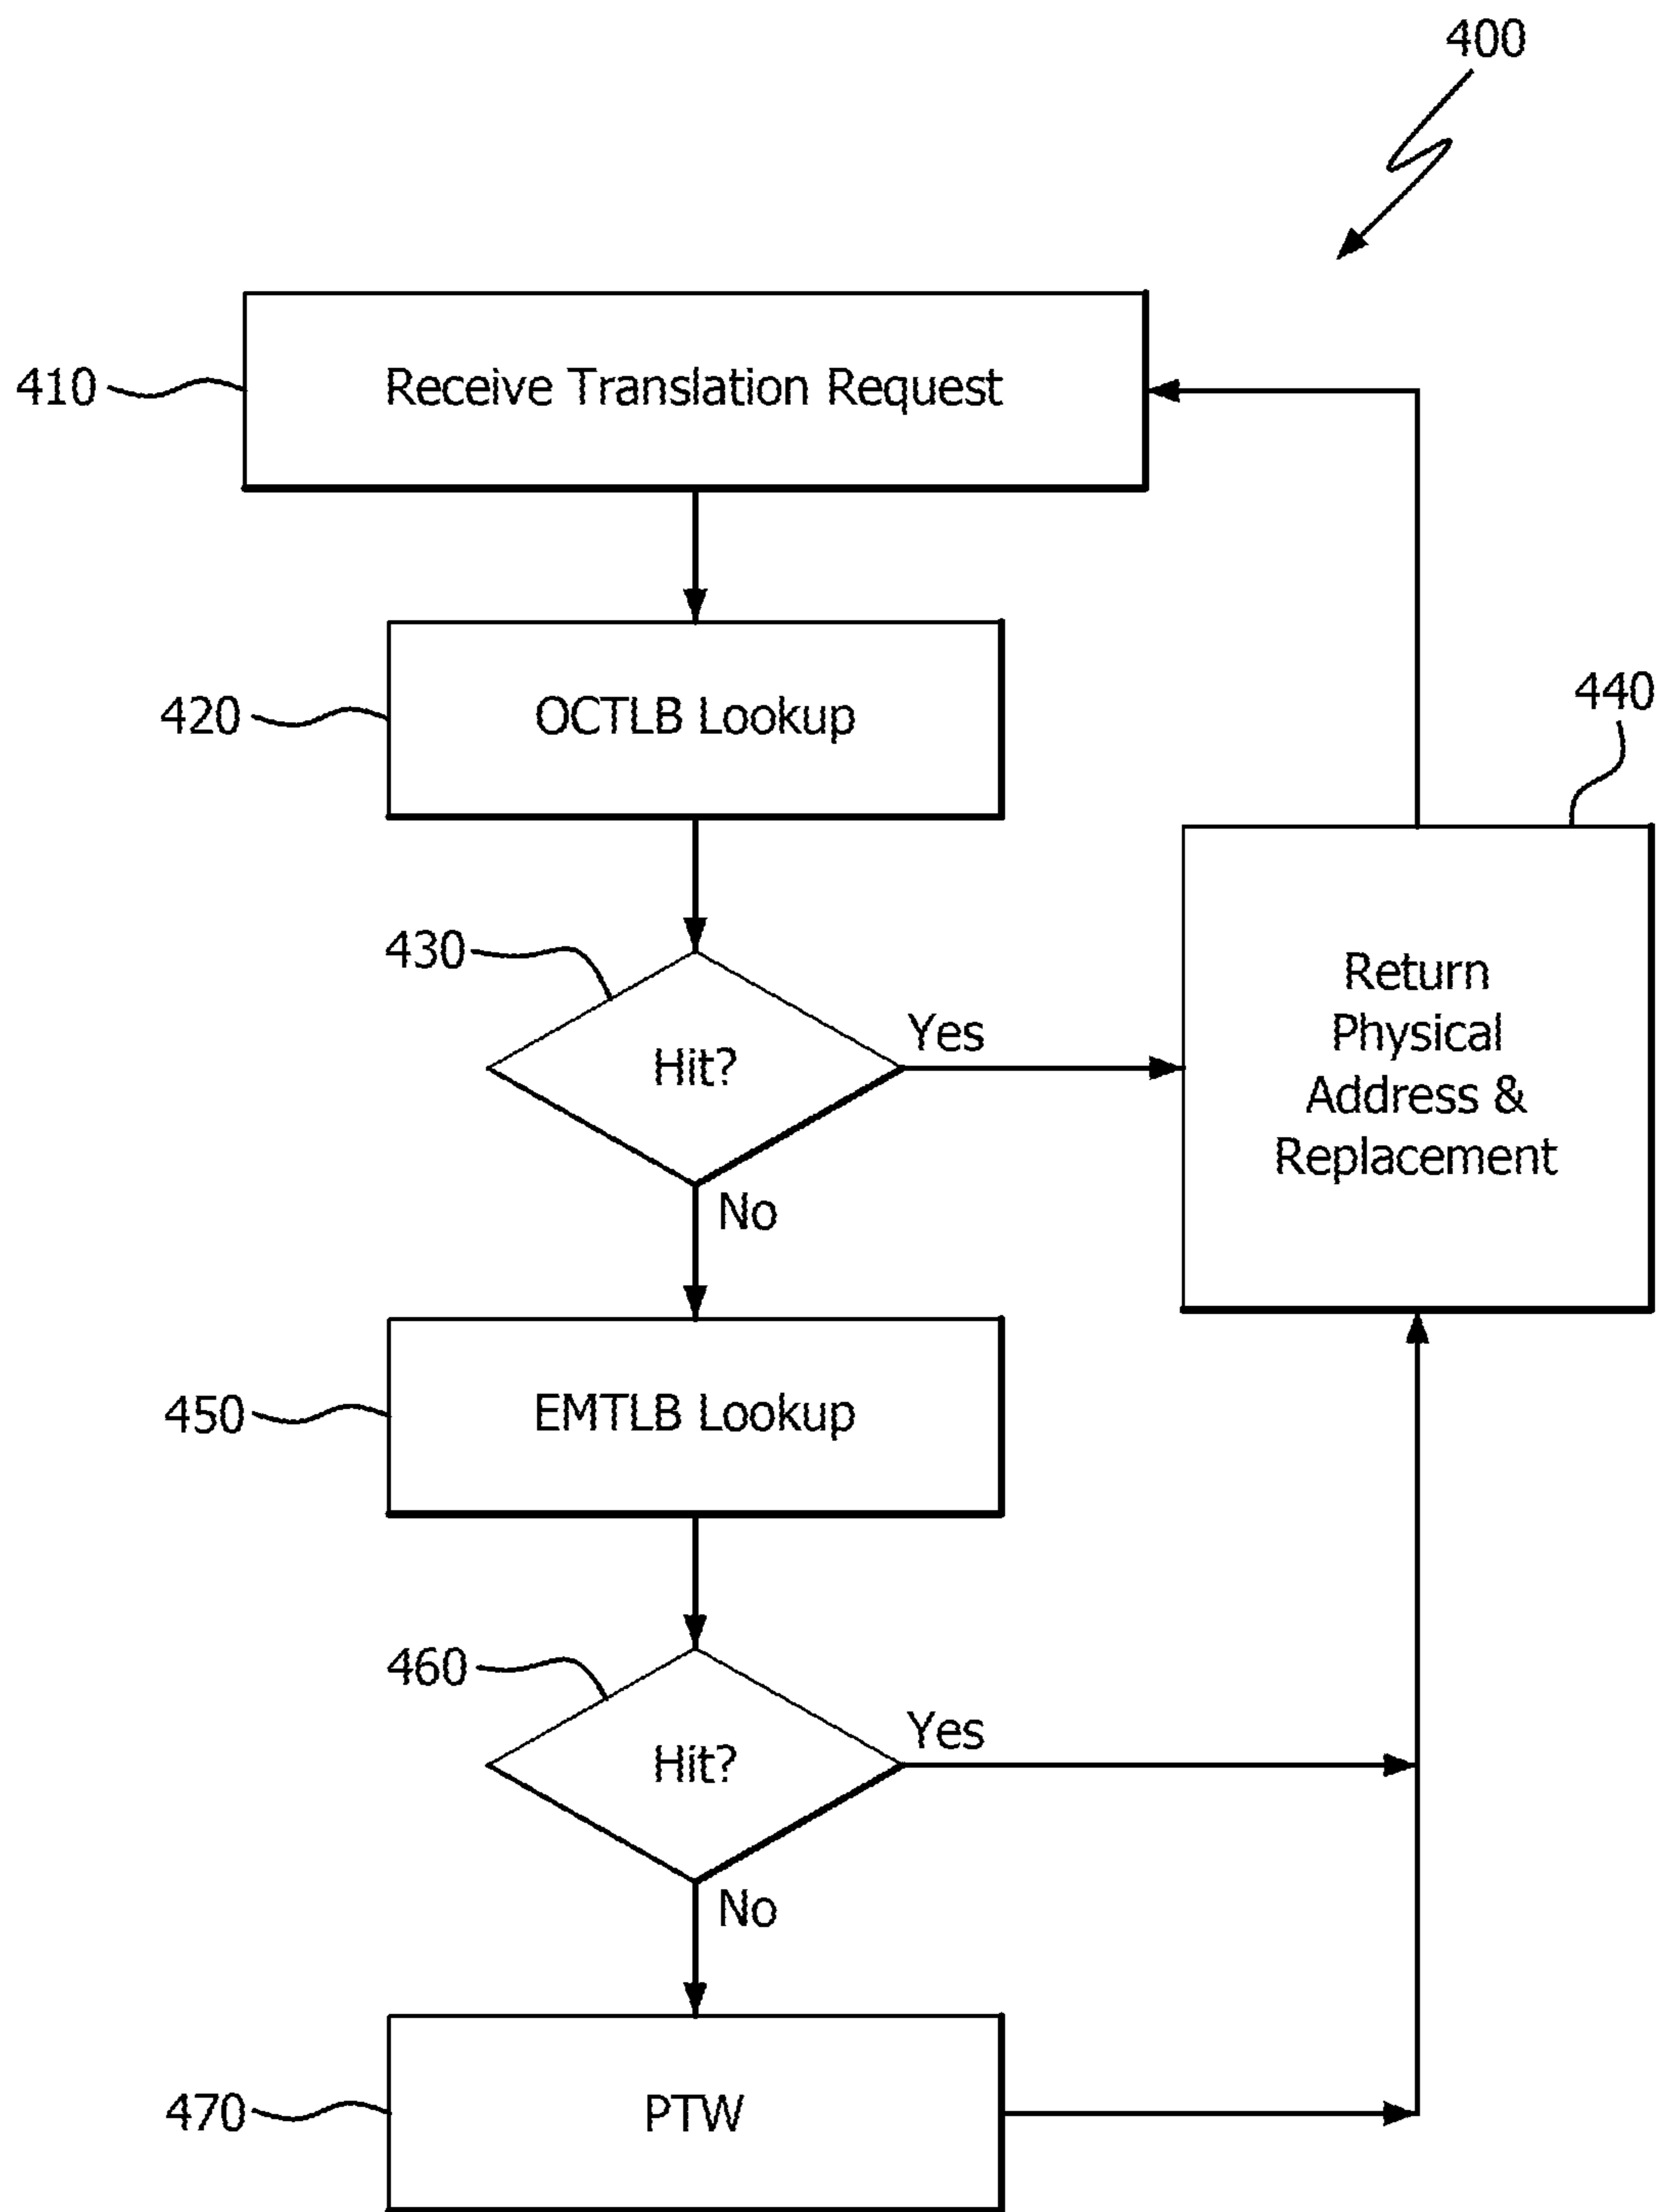 400
410
Receive Translation Request
420
OCTLB Lookup
440
430
Hit?
Yes
Return
Physical
Address &
Replacement
No
450
EMTLB Lookup
460
Hit?
Yes
No
470
PTW